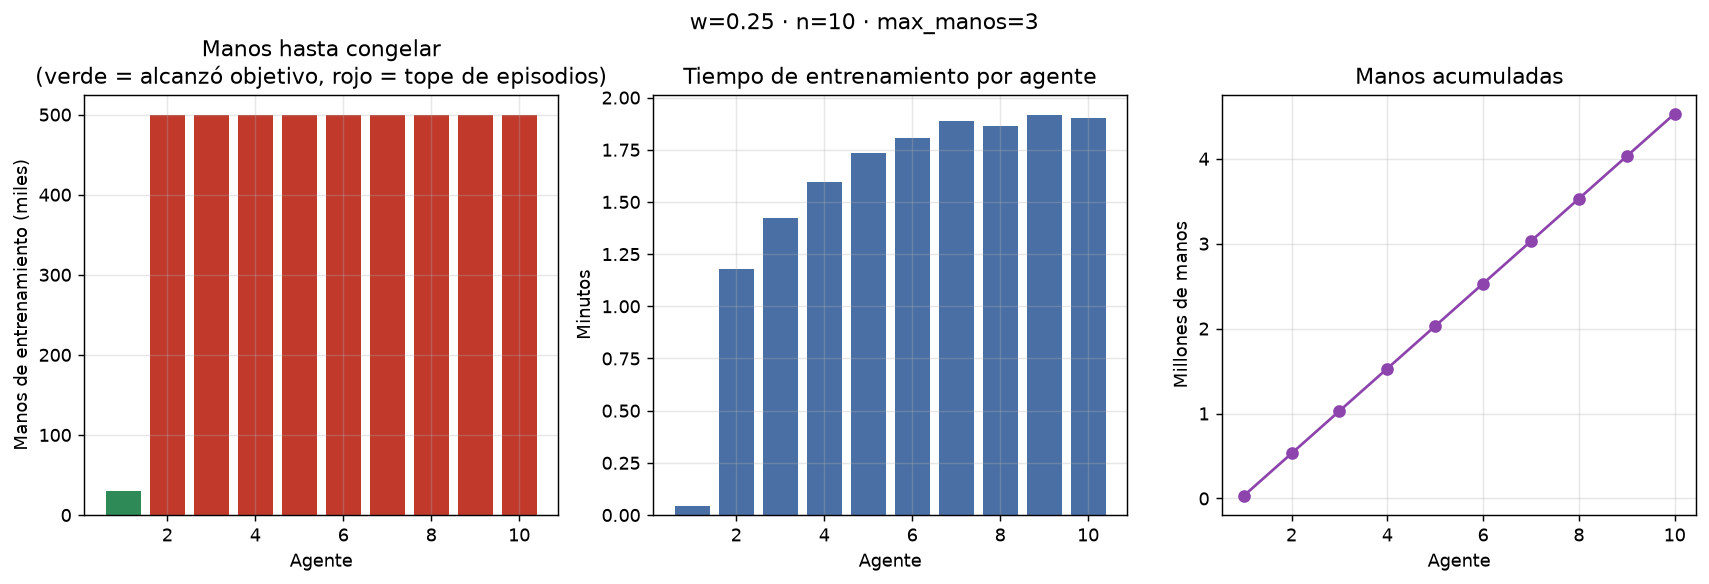 w=0.25 · n=10 · max_manos=3
Manos hasta congelar
(verde = alcanzó objetivo, rojo = tope de episodios)
Manos de entrenamiento (miles)
500
400
300
200
100
0
2 4 6 8 10
Agente
Tiempo de entrenamiento por agente
Minutos
2.00
1.75
1.50
1.25
1.00
0.75
0.50
0.25
0.00
2 4 6 8 10
Agente
Manos acumuladas
Millones de manos
4
3
2
1
0
2 4 6 8 10
Agente